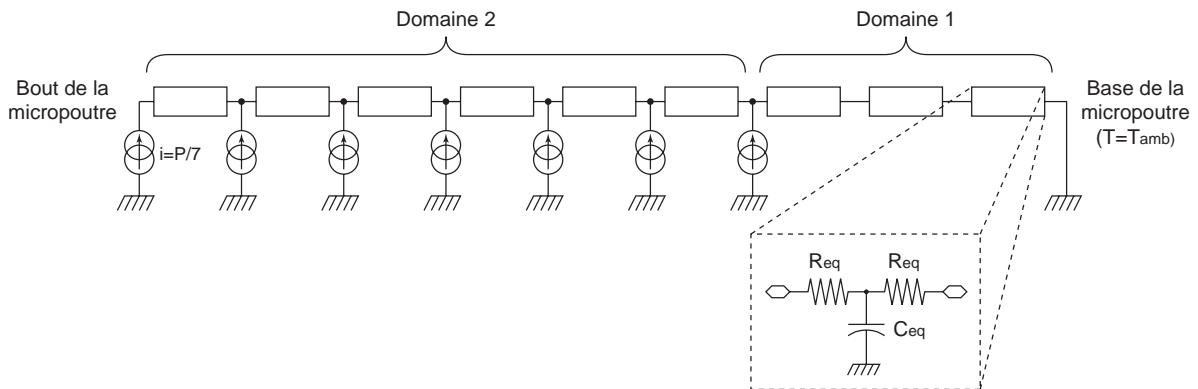 Domaine 2
Domaine 1
Bout de la
micropoutre
Base de la
micropoutre
(T=Tamb)
i=P/7
Req
Req
Ceq